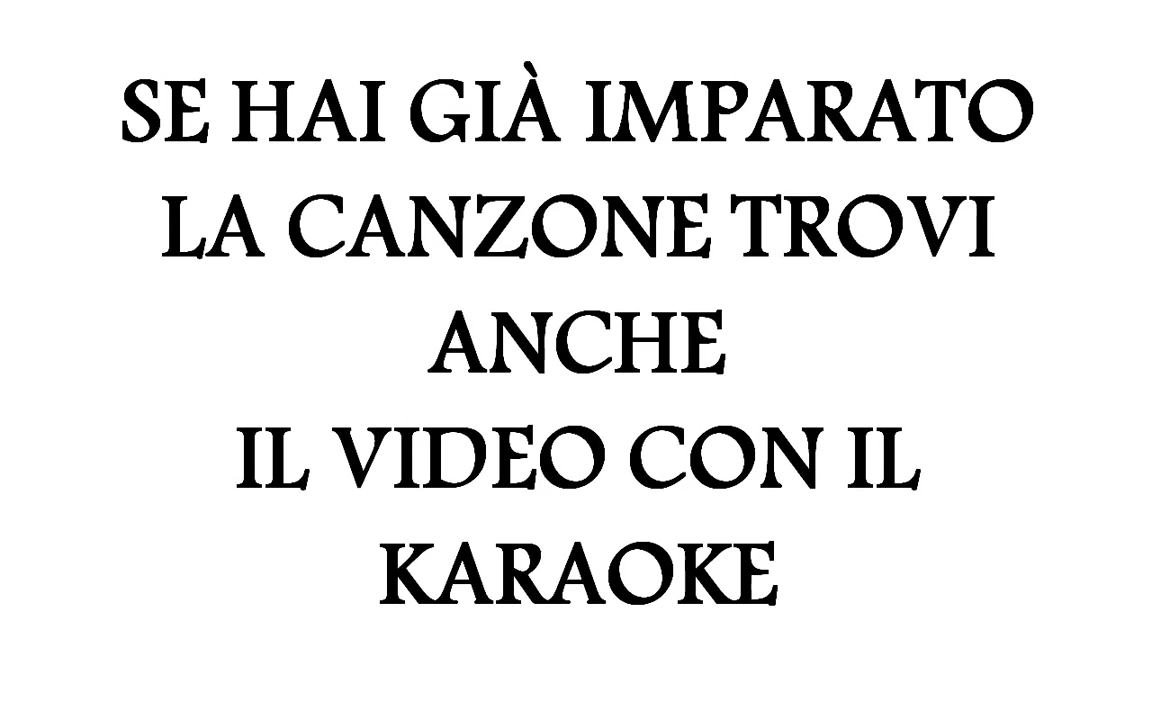 SE HAI GIÀ IMPARATO
LA CANZONE TROVI
ANCHE
IL VIDEO CON IL
KARAOKE